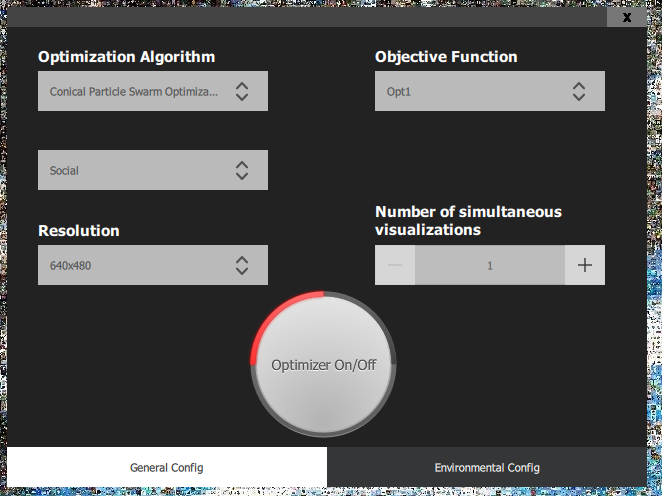 X
Optimization Algorithm
Objective Function
Conical Particle Swarm Optimiza...
Opt1
Social
Resolution
Number of simultaneous
visualizations
640x480
1
Optimizer On/Off
General Config
Environmental Config